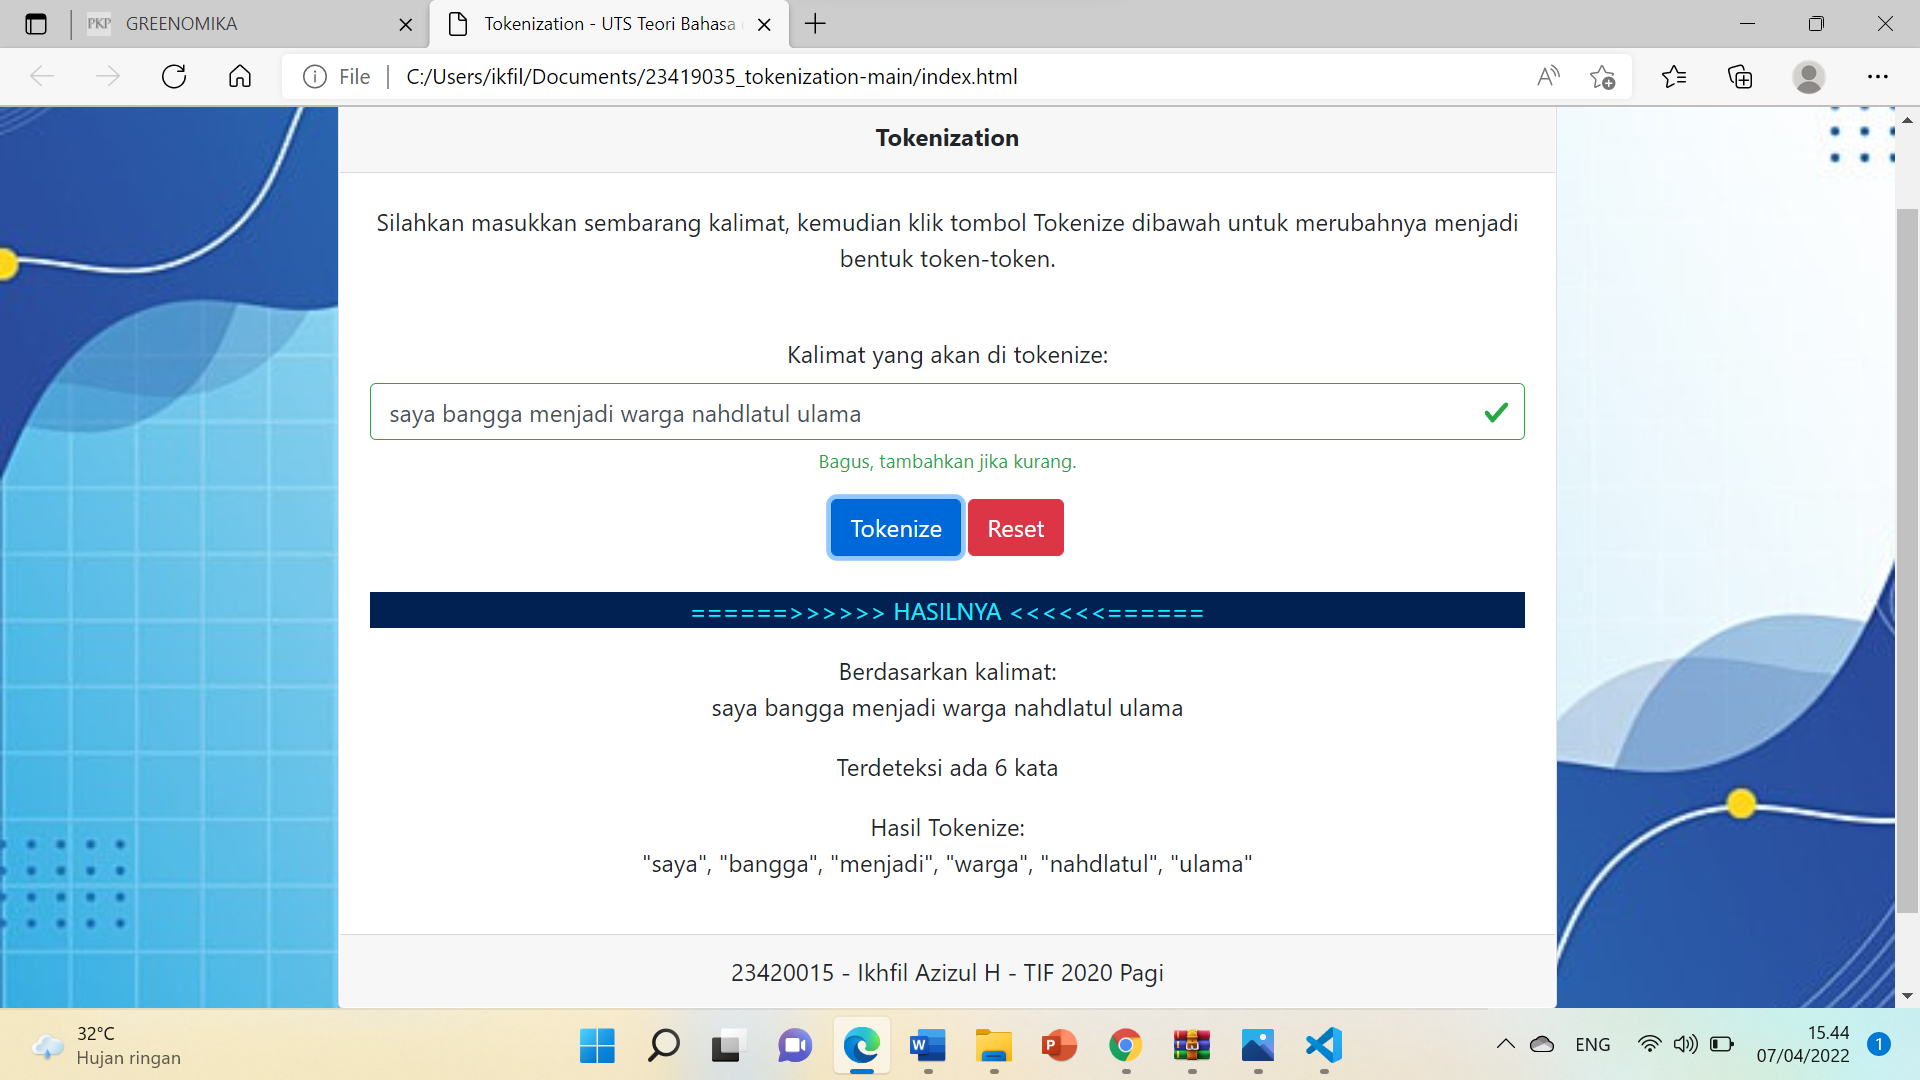 PKP GREENOMIKA
Tokenization - UTS Teori Bahasa
File
C:/Users/ikfil/Documents/23419035_tokenization-main/index.html
Tokenization
Silahkan masukkan sembarang kalimat, kemudian klik tombol Tokenize dibawah untuk merubahnya menjadi
bentuk token-token.
Kalimat yang akan di tokenize:
saya bangga menjadi warga nahdlatul ulama
Bagus, tambahkan jika kurang.
Tokenize Reset
======>>>>>> HASILNYA <<<<<<======
Berdasarkan kalimat:
saya bangga menjadi warga nahdlatul ulama
Terdeteksi ada 6 kata
Hasil Tokenize:
"saya", "bangga", "menjadi", "warga", "nahdlatul", "ulama"
23420015 - Ikhfil Azizul H - TIF 2020 Pagi
32°C
Hujan ringan
ENG
15.44
07/04/2022
1